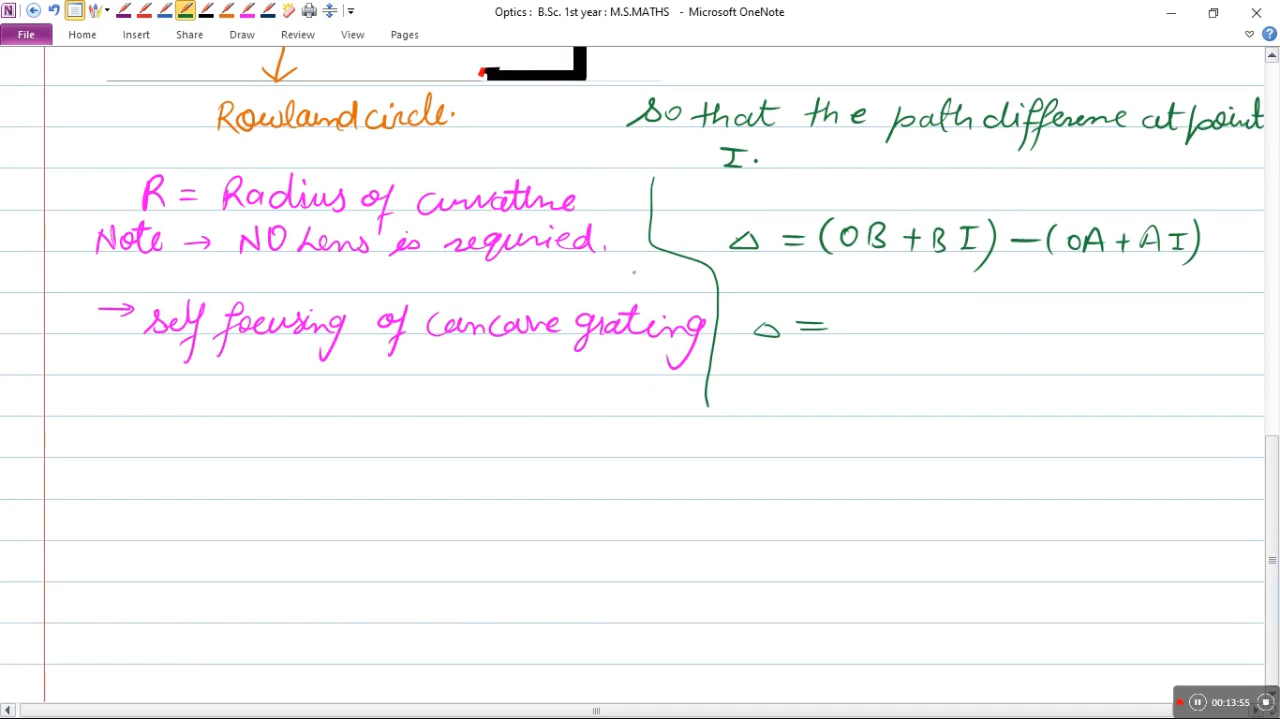 Optics : B.Sc. 1st year : M.S.MATHS - Microsoft OneNote
File Home Insert Share Draw Review View Pages
Rowland circle.
R = Radius of curvature
Note → NO Lens is requried.
→ self focusing of concave grating
so that the path difference at point
I.
Δ = (OB + BI) - (OA + AI)
Δ =
00:13:55